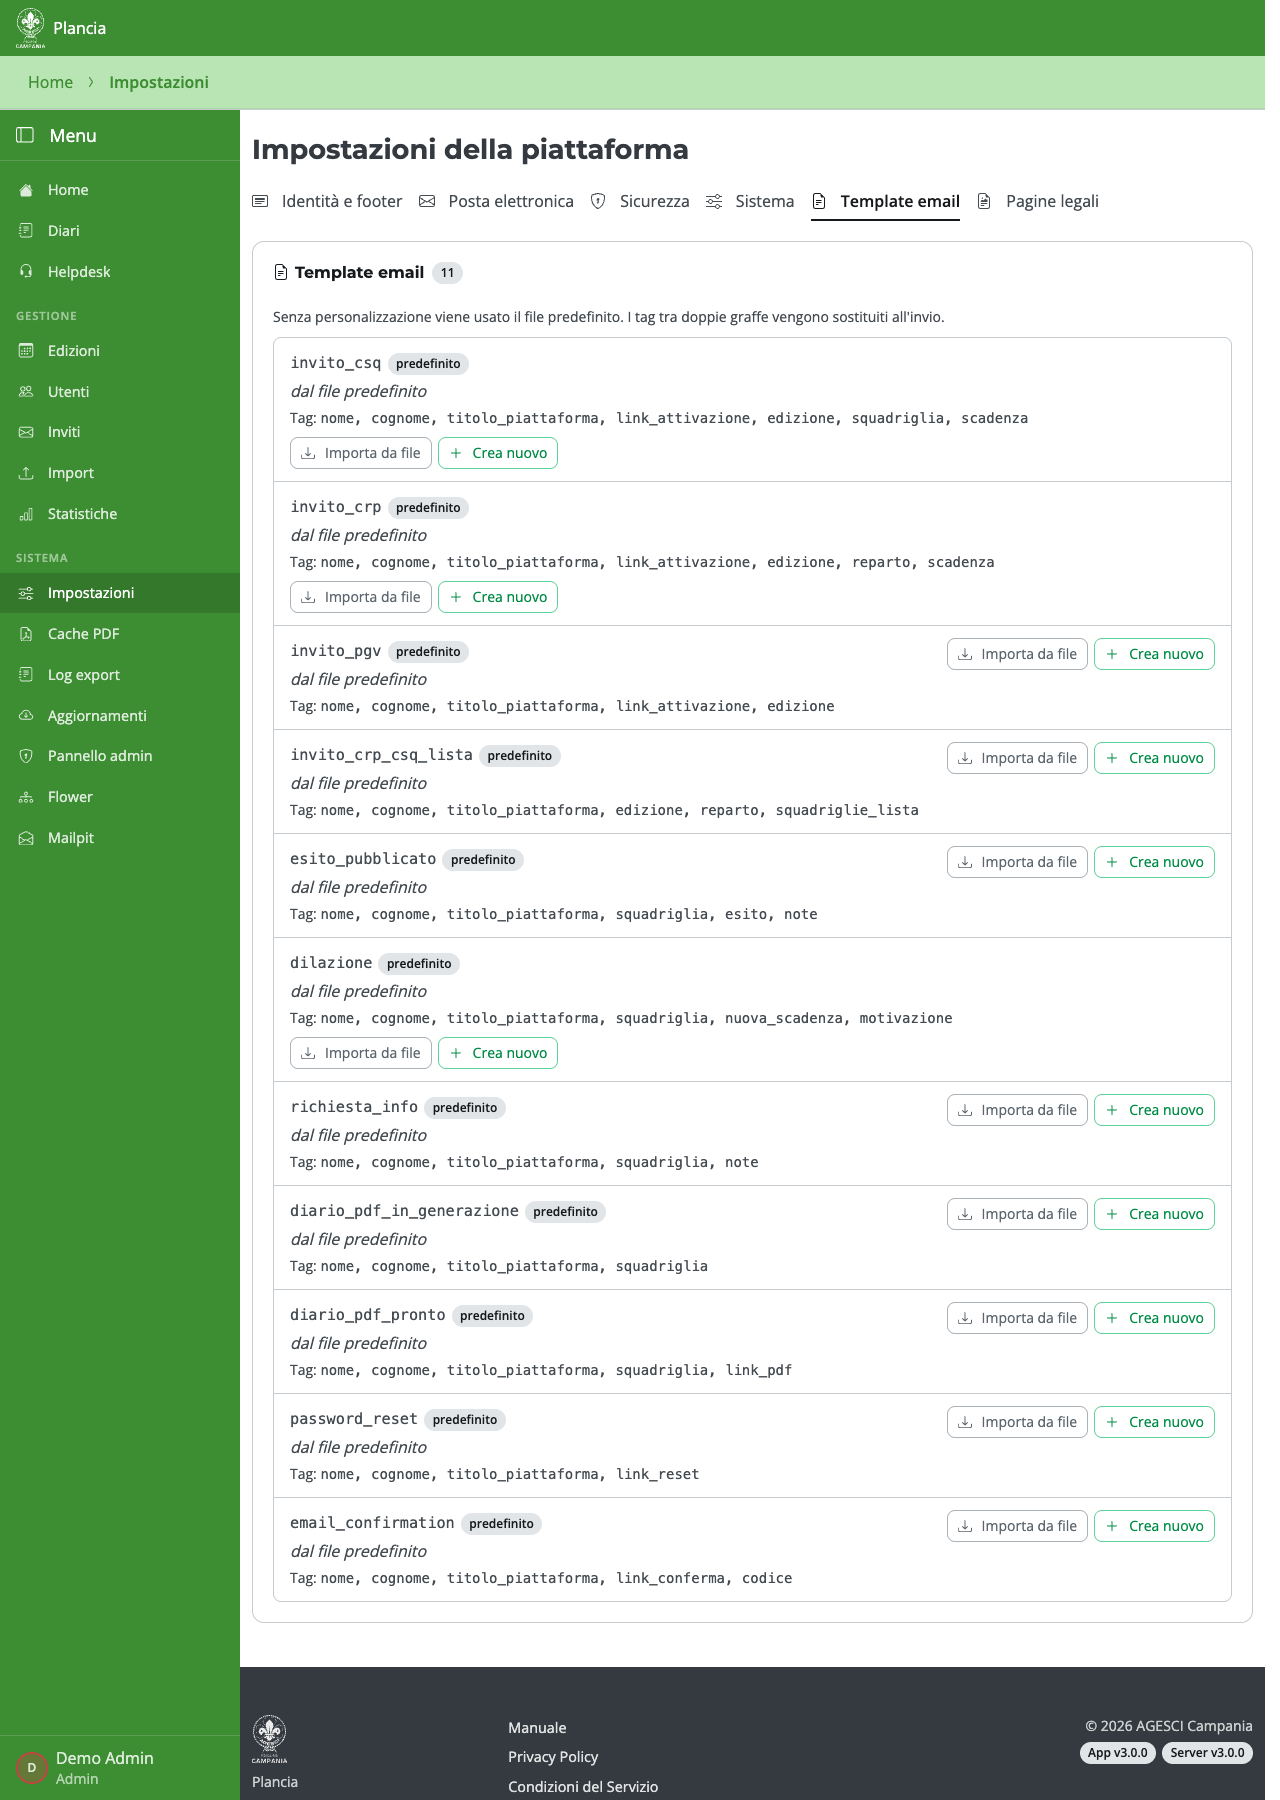 Plancia
CAMPANIA
Home
Impostazioni
Menu
Home
Diari
Helpdesk
GESTIONE
Edizioni
Utenti
Inviti
Import
Statistiche
SISTEMA
Impostazioni
Cache PDF
Log export
Aggiornamenti
Pannello admin
Flower
Mailpit
D
Demo Admin
Admin
Impostazioni della piattaforma
Identità e footer
Posta elettronica
Sicurezza
Sistema
Template email
Pagine legali
Template email 11
Senza personalizzazione viene usato il file predefinito. I tag tra doppie graffe vengono sostituiti all'invio.
invito_csq predefinito
dal file predefinito
Tag: nome, cognome, titolo_piattaforma, link_attivazione, edizione, squadriglia, scadenza
Importa da file
Crea nuovo
invito_crp predefinito
dal file predefinito
Tag: nome, cognome, titolo_piattaforma, link_attivazione, edizione, reparto, scadenza
Importa da file
Crea nuovo
invito_pgv predefinito
dal file predefinito
Tag: nome, cognome, titolo_piattaforma, link_attivazione, edizione
Importa da file
Crea nuovo
invito_crp_csq_lista predefinito
dal file predefinito
Tag: nome, cognome, titolo_piattaforma, edizione, reparto, squadriglie_lista
Importa da file
Crea nuovo
esito_pubblicato predefinito
dal file predefinito
Tag: nome, cognome, titolo_piattaforma, squadriglia, esito, note
Importa da file
Crea nuovo
dilazione predefinito
dal file predefinito
Tag: nome, cognome, titolo_piattaforma, squadriglia, nuova_scadenza, motivazione
Importa da file
Crea nuovo
richiesta_info predefinito
dal file predefinito
Tag: nome, cognome, titolo_piattaforma, squadriglia, note
Importa da file
Crea nuovo
diario_pdf_in_generazione predefinito
dal file predefinito
Tag: nome, cognome, titolo_piattaforma, squadriglia
Importa da file
Crea nuovo
diario_pdf_pronto predefinito
dal file predefinito
Tag: nome, cognome, titolo_piattaforma, squadriglia, link_pdf
Importa da file
Crea nuovo
password_reset predefinito
dal file predefinito
Tag: nome, cognome, titolo_piattaforma, link_reset
Importa da file
Crea nuovo
email_confirmation predefinito
dal file predefinito
Tag: nome, cognome, titolo_piattaforma, link_conferma, codice
Importa da file
Crea nuovo
CAMPANIA
Plancia
Manuale
Privacy Policy
Condizioni del Servizio
© 2026 AGESCI Campania
App v3.0.0
Server v3.0.0